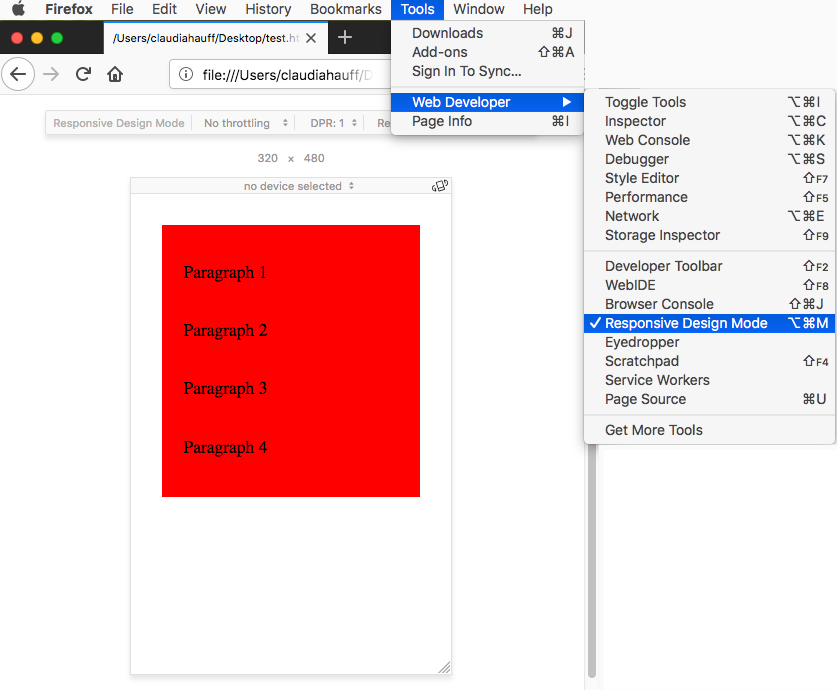 Firefox File Edit View History Bookmarks Tools Window Help
/Users/claudiahauff/Desktop/test.ht
file:///Users/claudiahauff/D
Downloads ⌘J
Add-ons ⇧⌘A
Sign In To Sync...
Web Developer ▶
Page Info ⌘I
Toggle Tools ⌥⌘I
Inspector ⌥⌘C
Web Console ⌥⌘K
Debugger ⌥⌘S
Style Editor ⇧F7
Performance ⇧F5
Network ⌥⌘E
Storage Inspector ⇧F9
Developer Toolbar ⇧F2
WebIDE ⇧F8
Browser Console ⇧⌘J
✓ Responsive Design Mode ⌥⌘M
Eyedropper
Scratchpad ⇧F4
Service Workers
Page Source ⌘U
Get More Tools
Responsive Design Mode No throttling DPR: 1 Re
320 × 480
no device selected
Paragraph 1
Paragraph 2
Paragraph 3
Paragraph 4